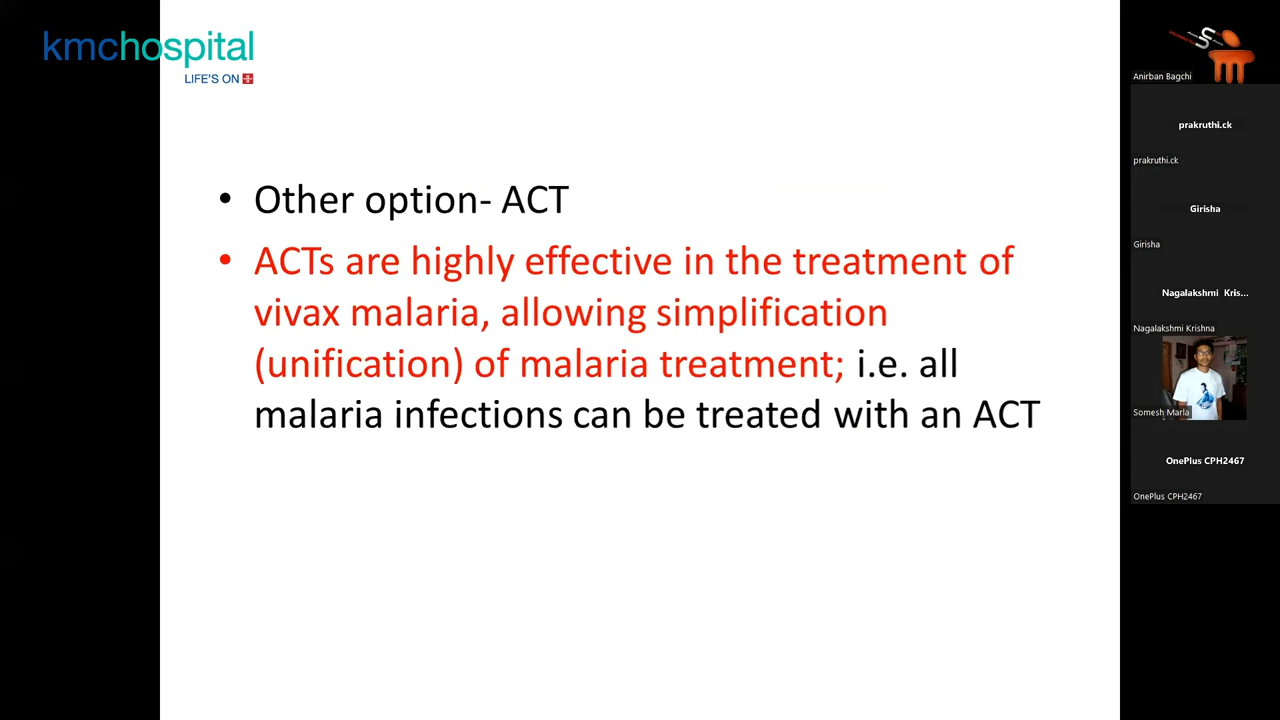 kmchospital
LIFE'S ON
• Other option- ACT
• ACTs are highly effective in the treatment of
vivax malaria, allowing simplification
(unification) of malaria treatment; i.e. all
malaria infections can be treated with an ACT
Anirban Bagchi
prakruthi.ck
prakruthi.ck
Girisha
Girisha
Nagalakshmi Kris...
Nagalakshmi Krishna
Somesh Marla
OnePlus CPH2467
OnePlus CPH2467